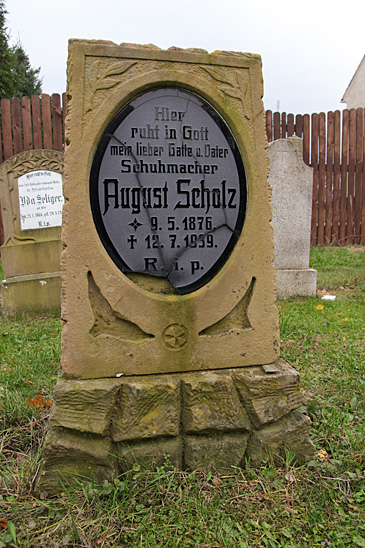 Hier
ruht in Gott
mein lieber Gatte u. Vater
Schuhmacher
August Scholz
✶ 9.5.1876
✝ 12.7.1939.
R. i. p.
Ida Seliger
R.i.p.